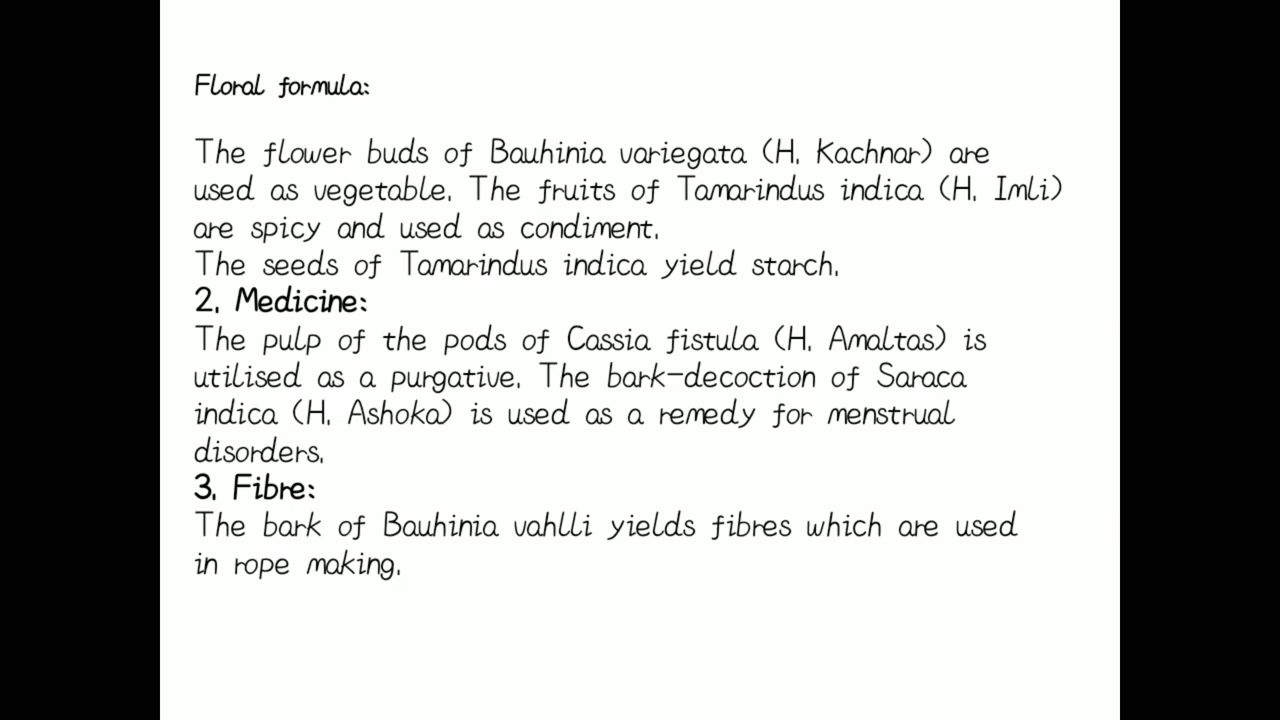 Floral formula:
The flower buds of Bauhinia variegata (H. Kachnar) are
used as vegetable. The fruits of Tamarindus indica (H. Imli)
are spicy and used as condiment.
The seeds of Tamarindus indica yield starch.
2. Medicine:
The pulp of the pods of Cassia fistula (H. Amaltas) is
utilised as a purgative. The bark-decoction of Saraca
indica (H. Ashoka) is used as a remedy for menstrual
disorders.
3. Fibre:
The bark of Bauhinia vahlli yields fibres which are used
in rope making.